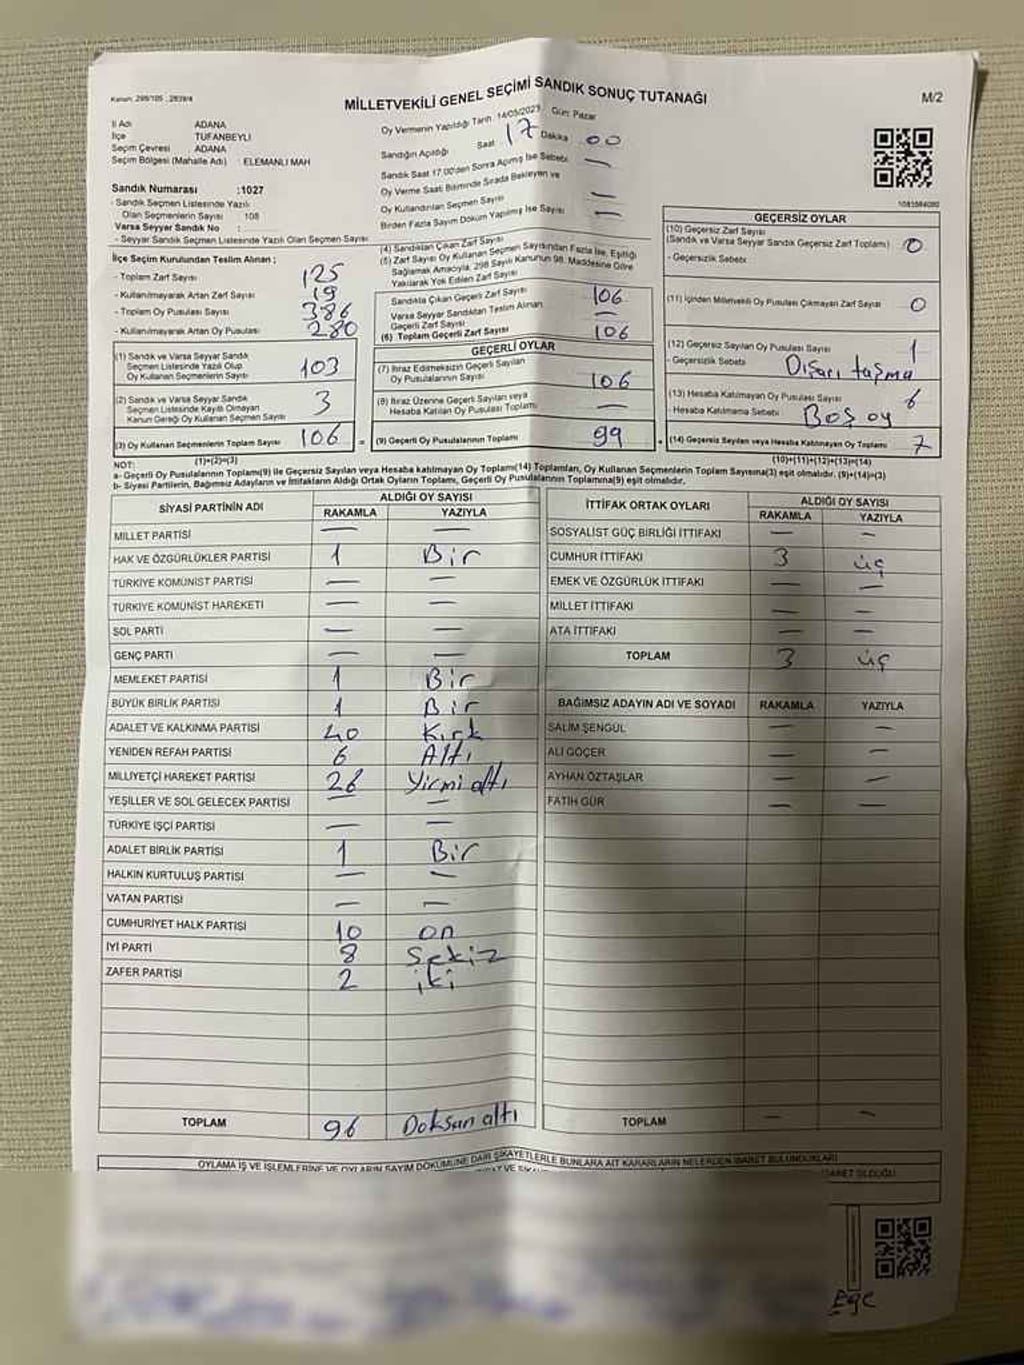 Kanun: 298/105 , 2839/4
MİLLETVEKİLİ GENEL SEÇİMİ SANDIK SONUÇ TUTANAĞI
M/2
İl Adı ADANA
İlçe TUFANBEYLİ
Seçim Çevresi ADANA
Seçim Bölgesi (Mahalle Adı) : ELEMANLI MAH
Sandık Numarası :1027
- Sandık Seçmen Listesinde Yazılı
Olan Seçmenlerin Sayısı 108
Varsa Seyyar Sandık No :
- Seyyar Sandık Seçmen Listesinde Yazılı Olan Seçmen Sayısı
İlçe Seçim Kurulundan Teslim Alınan ;
- Toplam Zarf Sayısı 125
- Kullanılmayarak Artan Zarf Sayısı 19
- Toplam Oy Pusulası Sayısı 386
- Kullanılmayarak Artan Oy Pusulası 280
(1) Sandık ve Varsa Seyyar Sandık
Seçmen Listesinde Yazılı Olup
Oy Kullanan Seçmenlerin Sayısı 103
(2) Sandık ve Varsa Seyyar Sandık
Seçmen Listesinde Kayıtlı Olmayan
Kanun Gereği Oy Kullanan Seçmen Sayısı 3
(3) Oy Kullanan Seçmenlerin Toplam Sayısı 106 =
(1)+(2)=(3)
Oy Vermenin Yapıldığı Tarih 14/05/2023 Gün: Pazar
Sandığın Açıldığı Saat 17 Dakika 00
Sandık Saat 17.00'den Sonra Açılmış İse Sebebi —
Oy Verme Saati Bitiminde Sırada Bekleyen ve
Oy Kullandırılan Seçmen Sayısı —
Birden Fazla Sayım Döküm Yapılmış İse Sayısı —
(4) Sandıktan Çıkan Zarf Sayısı
(5) Zarf Sayısı Oy Kullanan Seçmen Sayısından Fazla İse, Eşitliği
Sağlamak Amacıyla, 298 Sayılı Kanunun 98. Maddesine Göre
Yakılarak Yok Edilen Zarf Sayısı
Sandıkta Çıkan Geçerli Zarf Sayısı 106
Varsa Seyyar Sandıktan Teslim Alınan
Geçerli Zarf Sayısı —
(6) Toplam Geçerli Zarf Sayısı 106
GEÇERLİ OYLAR
(7) İtiraz Edilmeksizin Geçerli Sayılan
Oy Pusulalarının Sayısı 106
(8) İtiraz Üzerine Geçerli Sayılan veya
Hesaba Katılan Oy Pusulası Toplamı —
(9) Geçerli Oy Pusulalarının Toplamı 99
1083584080
GEÇERSİZ OYLAR
(10) Geçersiz Zarf Sayısı
(Sandık ve Varsa Seyyar Sandık Geçersiz Zarf Toplamı) 0
- Geçersizlik Sebebi
(11) İçinden Milletvekili Oy Pusulası Çıkmayan Zarf Sayısı 0
(12) Geçersiz Sayılan Oy Pusulası Sayısı 1
- Geçersizlik Sebebi Dışarı taşma
(13) Hesaba Katılmayan Oy Pusulası Sayısı 6
- Hesaba Katılmama Sebebi Boş oy
(14) Geçersiz Sayılan veya Hesaba Katılmayan Oy Toplamı 7
(10)+(11)+(12)+(13)=(14)
NOT:
a- Geçerli Oy Pusulalarının Toplamı(9) ile Geçersiz Sayılan veya Hesaba katılmayan Oy Toplamı(14) Toplamları, Oy Kullanan Seçmenlerin Toplam Sayısına(3) eşit olmalıdır. (9)+(14)=(3)
b- Siyasi Partilerin, Bağımsız Adayların ve İttifakların Aldığı Ortak Oyların Toplamı, Geçerli Oy Pusulalarının Toplamına(9) eşit olmalıdır.
SİYASİ PARTİNİN ADI ALDIĞI OY SAYISI
RAKAMLA YAZIYLA
MİLLET PARTİSİ — —
HAK VE ÖZGÜRLÜKLER PARTİSİ 1 Bir
TÜRKİYE KOMÜNİST PARTİSİ — —
TÜRKİYE KOMÜNİST HAREKETİ — —
SOL PARTİ — —
GENÇ PARTİ — —
MEMLEKET PARTİSİ 1 Bir
BÜYÜK BİRLİK PARTİSİ 1 Bir
ADALET VE KALKINMA PARTİSİ 40 Kırk
YENİDEN REFAH PARTİSİ 6 Altı
MİLLİYETÇİ HAREKET PARTİSİ 26 Yirmi altı
YEŞİLLER VE SOL GELECEK PARTİSİ — —
TÜRKİYE İŞÇİ PARTİSİ — —
ADALET BİRLİK PARTİSİ 1 Bir
HALKIN KURTULUŞ PARTİSİ — —
VATAN PARTİSİ — —
CUMHURİYET HALK PARTİSİ 10 on
İYİ PARTİ 8 Sekiz
ZAFER PARTİSİ 2 iki
TOPLAM 96 Doksan altı
İTTİFAK ORTAK OYLARI ALDIĞI OY SAYISI
RAKAMLA YAZIYLA
SOSYALİST GÜÇ BİRLİĞİ İTTİFAKI — —
CUMHUR İTTİFAKI 3 üç
EMEK VE ÖZGÜRLÜK İTTİFAKI — —
MİLLET İTTİFAKI — —
ATA İTTİFAKI — —
TOPLAM 3 üç
BAĞIMSIZ ADAYIN ADI VE SOYADI RAKAMLA YAZIYLA
SALİM ŞENGÜL — —
ALİ GÖÇER — —
AYHAN ÖZTAŞLAR — —
FATİH GÜR — —
TOPLAM — —
OYLAMA İŞ VE İŞLEMLERİNE VE OYLARIN SAYIM DÖKÜMÜNE DAİR ŞİKAYETLERLE BUNLARA AİT KARARLARIN NELERDEN İBARET BULUNDUKLARI
Ege